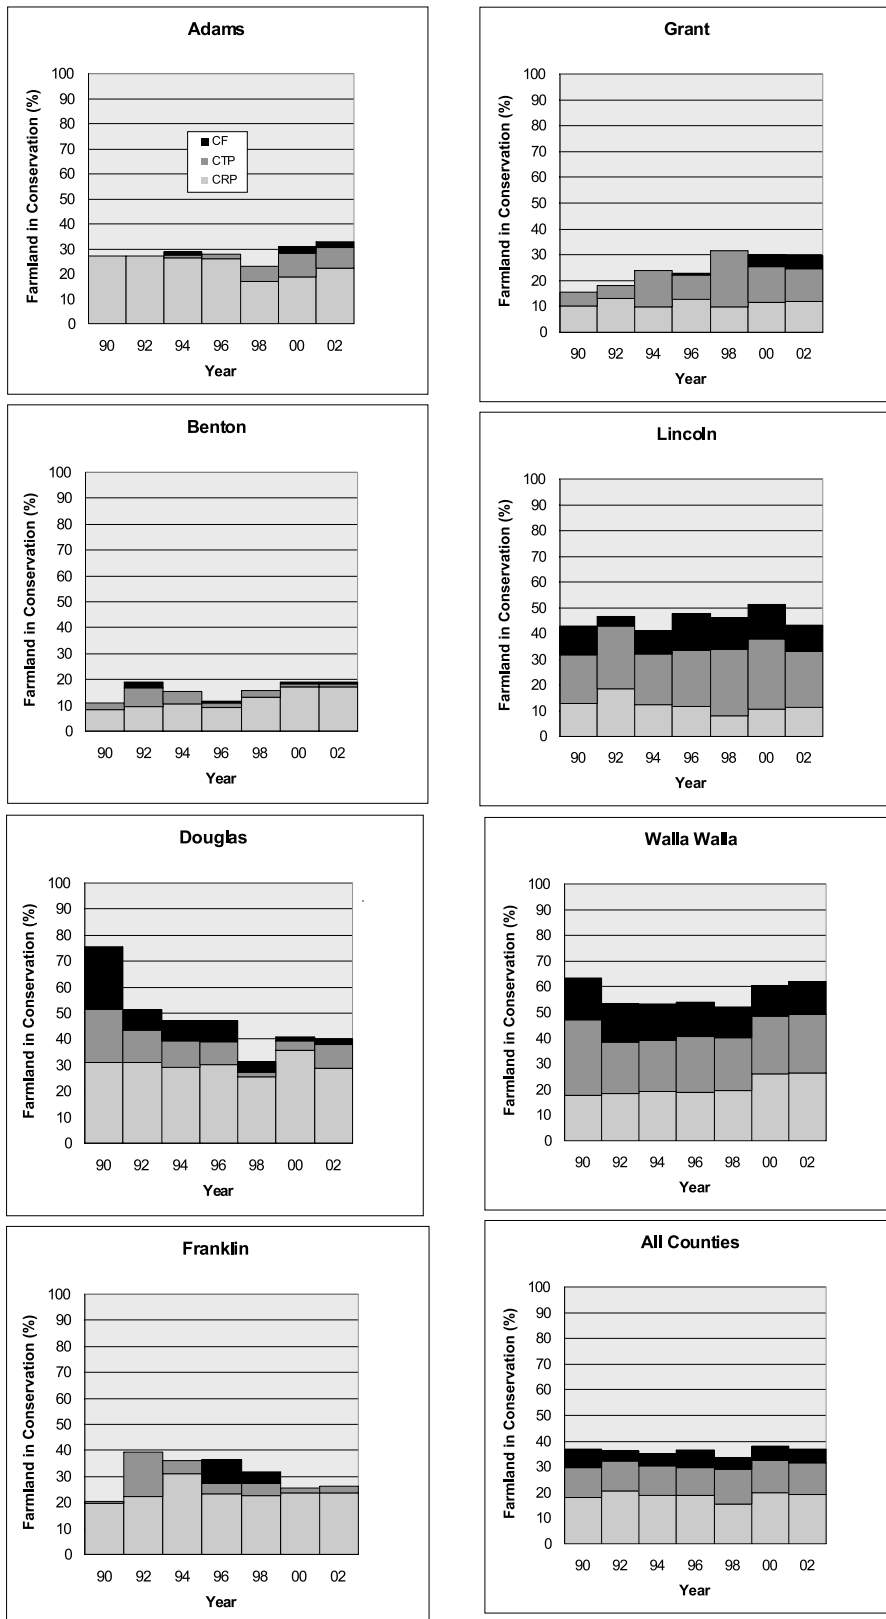 Adams
Farmland in Conservation (%)
100
90
80
70
60
50
40
30
20
10
0
CF
CTP
CRP
90 92 94 96 98 00 02
Year
Grant
Farmland in Conservation (%)
100
90
80
70
60
50
40
30
20
10
0
90 92 94 96 98 00 02
Year
Benton
Farmland in Conservation (%)
100
90
80
70
60
50
40
30
20
10
0
90 92 94 96 98 00 02
Year
Lincoln
Farmland in Conservation (%)
100
90
80
70
60
50
40
30
20
10
0
90 92 94 96 98 00 02
Year
Douglas
Farmland in Conservation (%)
100
90
80
70
60
50
40
30
20
10
0
90 92 94 96 98 00 02
Year
Walla Walla
Farmland in Conservation (%)
100
90
80
70
60
50
40
30
20
10
0
90 92 94 96 98 00 02
Year
Franklin
Farmland in Conservation (%)
100
90
80
70
60
50
40
30
20
10
0
90 92 94 96 98 00 02
Year
All Counties
Farmland in Conservation (%)
100
90
80
70
60
50
40
30
20
10
0
90 92 94 96 98 00 02
Year